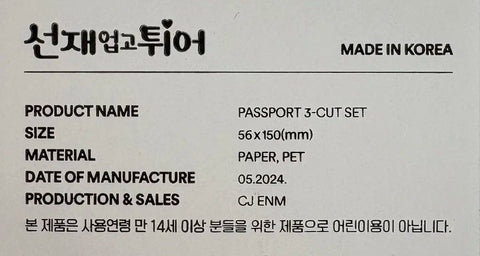 선재업고튀어
MADE IN KOREA
PRODUCT NAME PASSPORT 3-CUT SET
SIZE 56x150(mm)
MATERIAL PAPER, PET
DATE OF MANUFACTURE 05.2024.
PRODUCTION & SALES CJ ENM
본 제품은 사용연령 만 14세 이상 분들을 위한 제품으로 어린이용이 아닙니다.